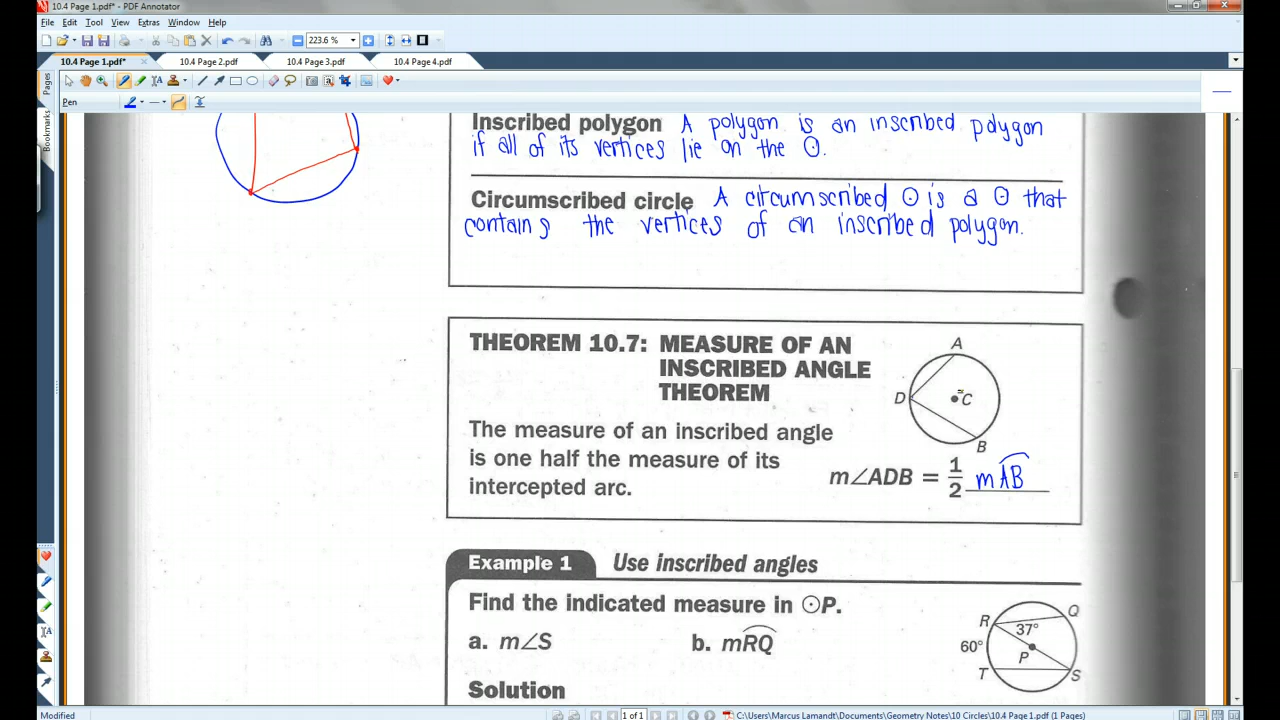 10.4 Page 1.pdf* - PDF Annotator
File Edit Tool View Extras Window Help
223.6 %
10.4 Page 1.pdf* 10.4 Page 2.pdf 10.4 Page 3.pdf 10.4 Page 4.pdf
Pen
Pages
Bookmarks
Inscribed polygon A polygon is an inscribed polygon
if all of its vertices lie on the ⊙.
Circumscribed circle A circumscribed ⊙ is a ⊙ that
contains the vertices of an inscribed polygon.
THEOREM 10.7: MEASURE OF AN
INSCRIBED ANGLE
THEOREM
The measure of an inscribed angle
is one half the measure of its
intercepted arc.
A
D
C
B
m∠ADB = 1/2 mAB
Example 1 Use inscribed angles
Find the indicated measure in ⊙P.
a. m∠S b. mRQ
R
Q
37°
60°
P
T
S
Solution
Modified
1 of 1
C:\Users\Marcus Lamandt\Documents\Geometry Notes\10 Circles\10.4 Page 1.pdf (1 Pages)